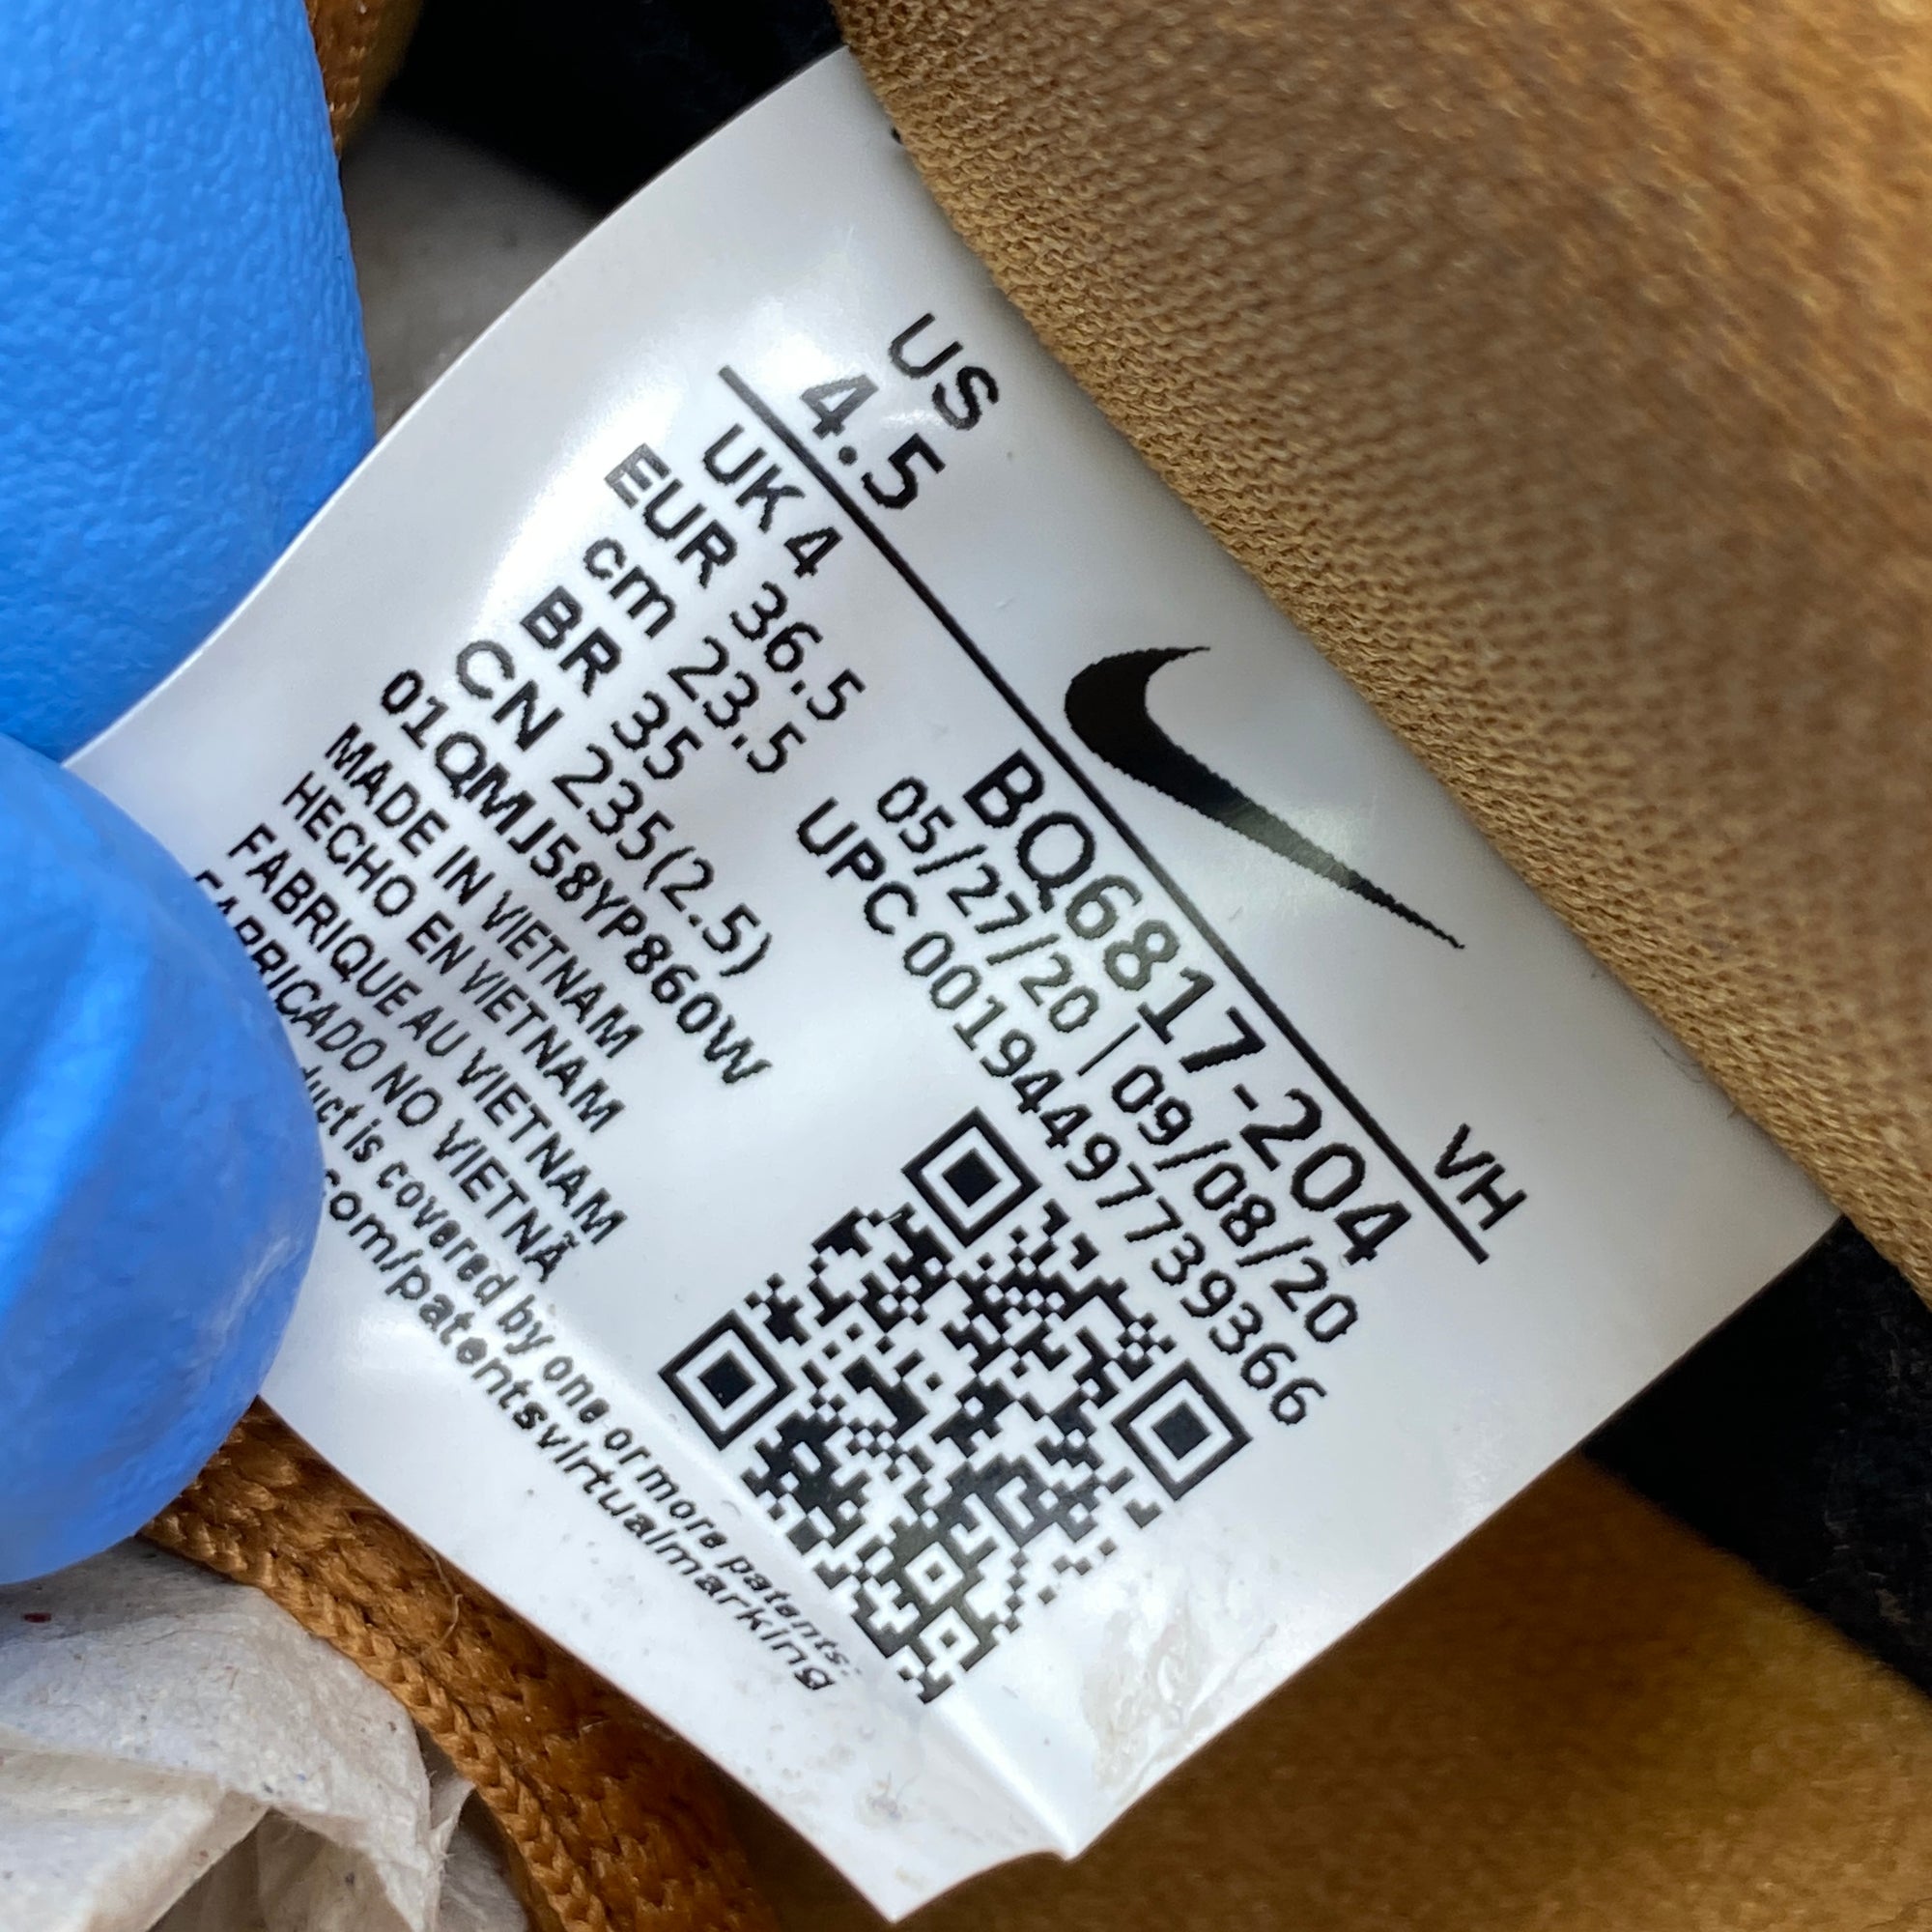 US
4.5
VH
UK 4
EUR 36.5
cm 23.5
BR 35
CN 235(2.5)
01QMJ58YP860W
MADE IN VIETNAM
HECHO EN VIETNAM
FABRIQUE AU VIETNAM
FABRICADO NO VIETNÃ
is covered by one or more patents:
com/patentsvirtualmarking
BQ6817-204
05/27/20 | 09/08/20
UPC 00194497739366